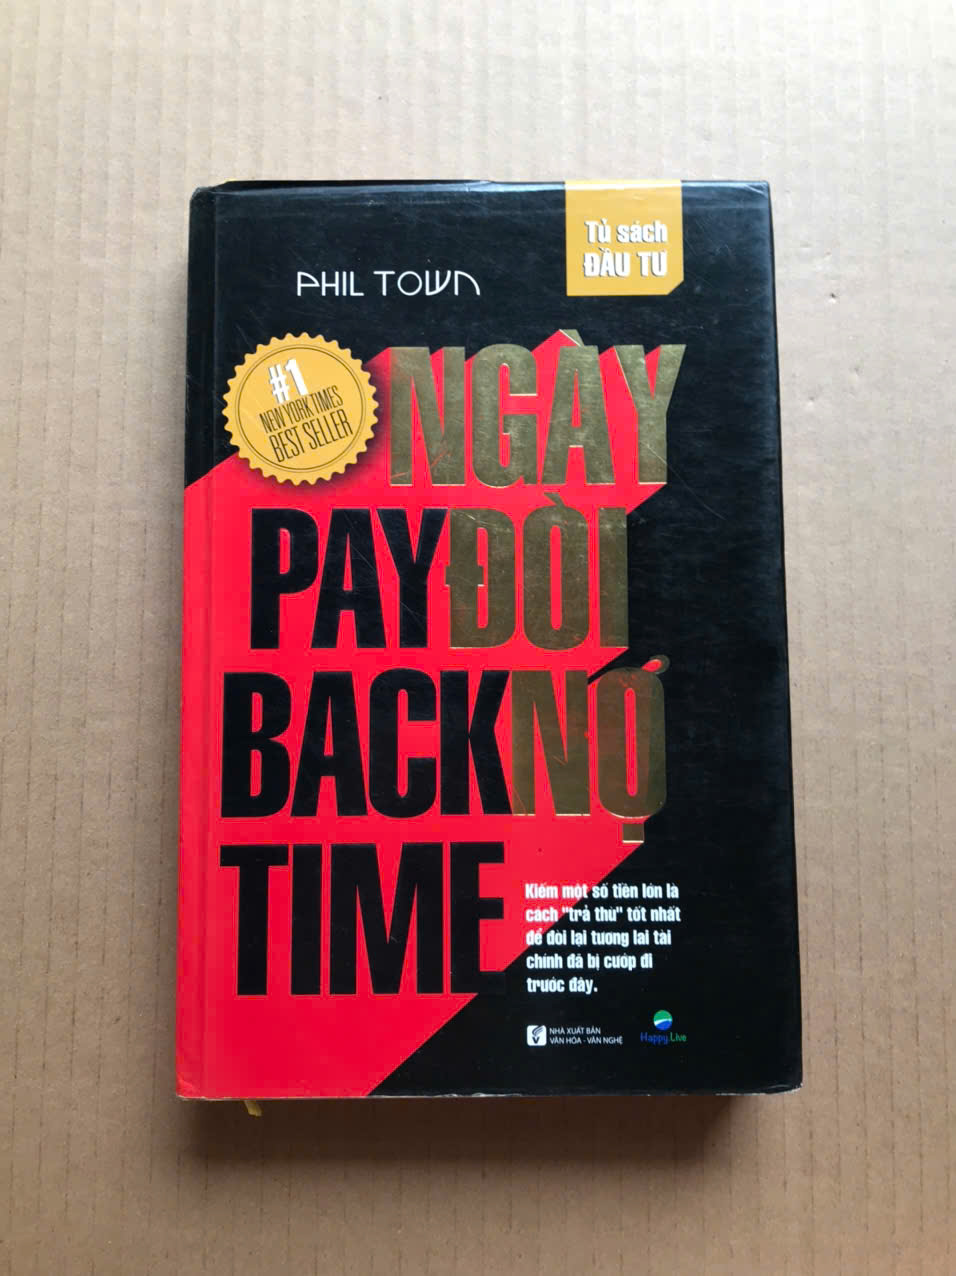 Tủ sách
ĐẦU TƯ
PHIL TOWN
#1
NEW YORK TIMES
BEST SELLER
NGÀY
PAY ĐÒI
BACK NỢ
TIME
Kiếm một số tiền lớn là
cách "trả thù" tốt nhất
để đòi lại tương lai tài
chính đã bị cướp đi
trước đây.
NHÀ XUẤT BẢN
VĂN HÓA - VĂN NGHỆ
Happy Live